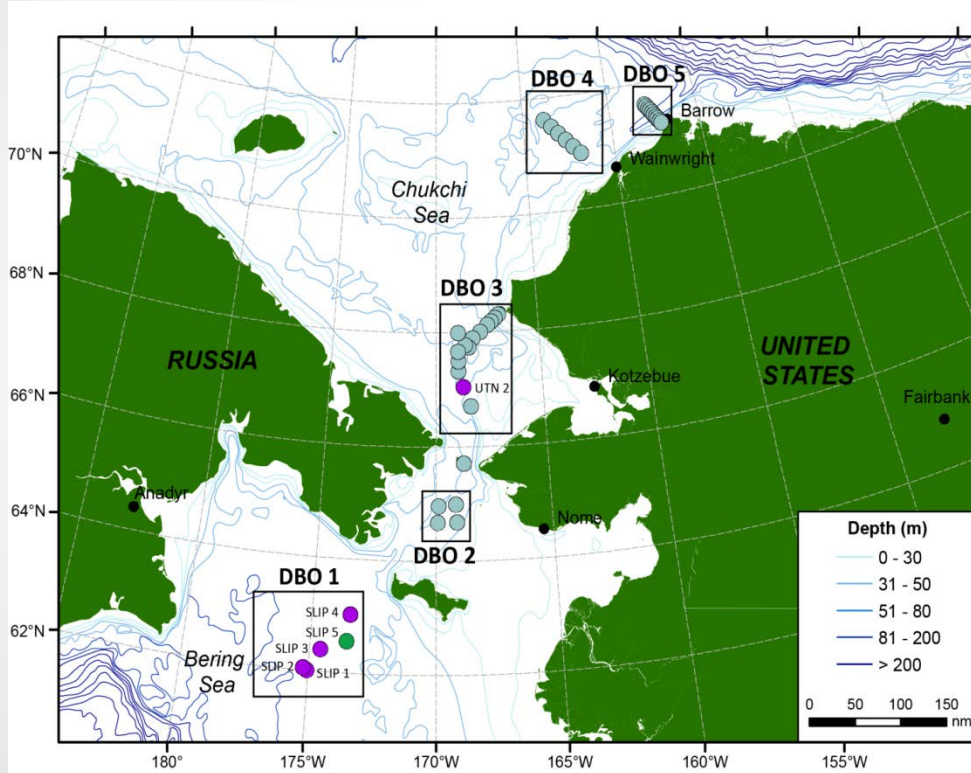 DBO 4
DBO 5
Barrow
Wainwright
70°N
Chukchi
Sea
68°N
DBO 3
RUSSIA
UNITED
STATES
UTN 2
Kotzebue
66°N
Fairbank
Anadyr
64°N
Nome
DBO 2
DBO 1
SLIP 4
SLIP 5
SLIP 3
SLIP 2
SLIP 1
62°N
Bering
Sea
Depth (m)
0 - 30
31 - 50
51 - 80
81 - 200
> 200
0 50 100 150
nm
180°
175°W
170°W
165°W
160°W
155°W